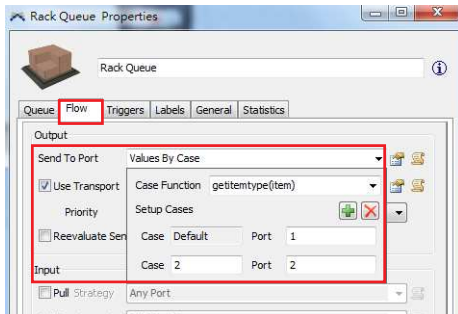 Rack Queue Properties
Rack Queue
Queue Flow Triggers Labels General Statistics
Output
Send To Port Values By Case
Use Transport Case Function getitemtype(item)
Priority Setup Cases
Reevaluate Sen Case Default Port 1
Case 2 Port 2
Input
Pull Strategy Any Port